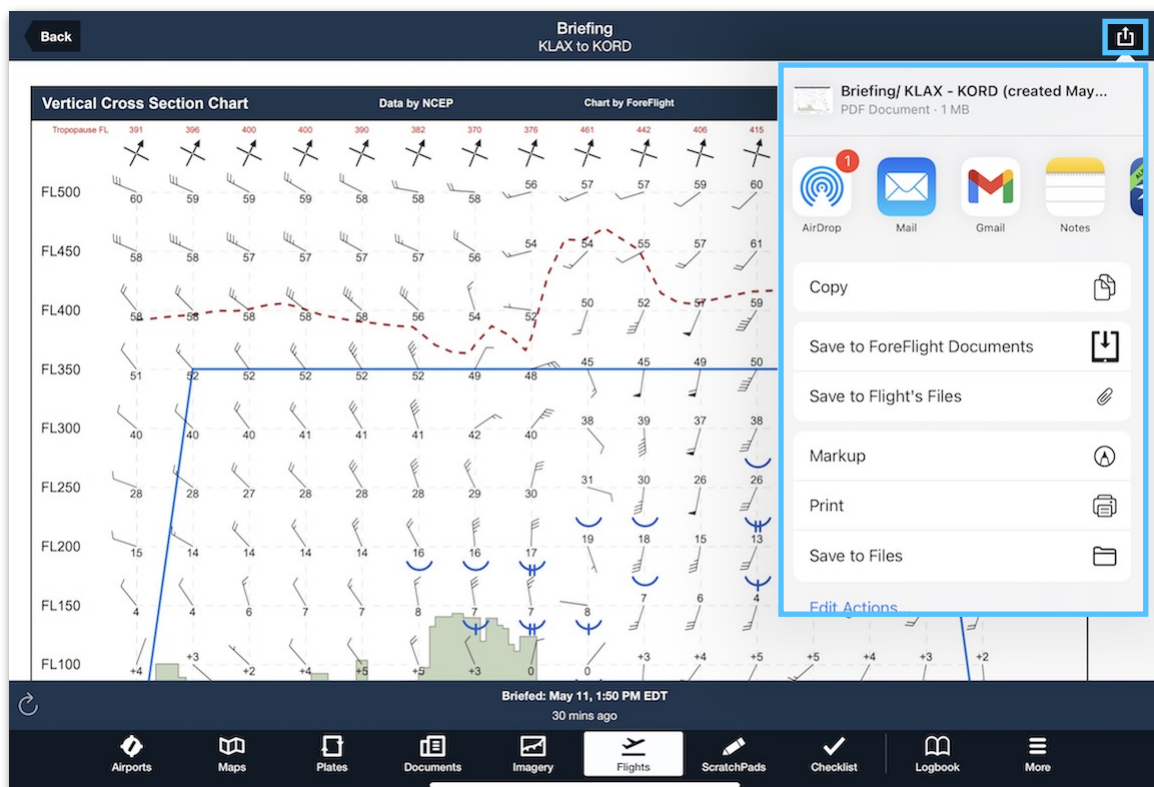 Back
Briefing
KLAX to KORD
Vertical Cross Section Chart
Data by NCEP
Chart by ForeFlight
Tropopause FL 391 396 400 400 390 382 370 376 461 442 406 415
FL500 60 59 59 59 58 58 58 56 57 57 59 60
FL450 58 58 57 57 57 57 56 54 54 55 57 61
FL400 58 58 58 58 58 56 54 52 50 52 57 59
FL350 51 52 52 52 52 52 49 48 45 45 49 50
FL300 40 40 40 41 41 41 42 40 38 39 37 38
FL250 28 28 27 28 28 28 29 30 31 30 26 26
FL200 15 14 14 14 14 16 16 17 19 18 15 13
FL150 4 4 6 7 7 8 7 7 8 7 6 4
FL100 +4 +3 +2 +4 +5 +5 +3 0 0 +3 +4 +5 +5 +4 +3 +2
Briefing/ KLAX - KORD (created May...
PDF Document · 1 MB
1
AirDrop
Mail
Gmail
Notes
Copy
Save to ForeFlight Documents
Save to Flight's Files
Markup
Print
Save to Files
Edit Actions
Briefed: May 11, 1:50 PM EDT
30 mins ago
Airports
Maps
Plates
Documents
Imagery
Flights
ScratchPads
Checklist
Logbook
More